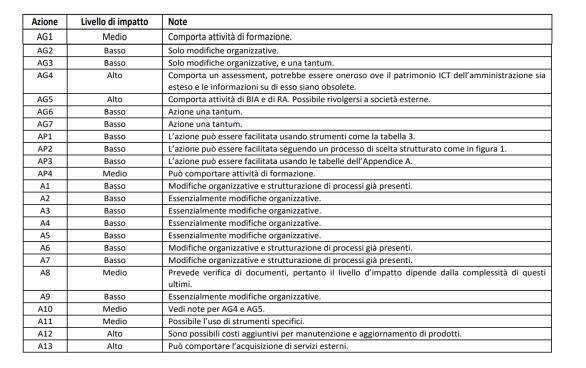 Azione Livello di impatto Note
AG1 Medio Comporta attività di formazione.
AG2 Basso Solo modifiche organizzative.
AG3 Basso Solo modifiche organizzative, e una tantum.
AG4 Alto Comporta un assessment, potrebbe essere oneroso ove il patrimonio ICT dell'amministrazione sia
esteso e le informazioni su di esso siano obsolete.
AG5 Alto Comporta attività di BIA e di RA. Possibile rivolgersi a società esterne.
AG6 Basso Azione una tantum.
AG7 Basso Azione una tantum.
AP1 Basso L'azione può essere facilitata usando strumenti come la tabella 3.
AP2 Basso L'azione può essere facilitata seguendo un processo di scelta strutturato come in figura 1.
AP3 Basso L'azione può essere facilitata usando le tabelle dell'Appendice A.
AP4 Medio Può comportare attività di formazione.
A1 Basso Modifiche organizzative e strutturazione di processi già presenti.
A2 Basso Essenzialmente modifiche organizzative.
A3 Basso Essenzialmente modifiche organizzative.
A4 Basso Essenzialmente modifiche organizzative.
A5 Basso Essenzialmente modifiche organizzative.
A6 Basso Modifiche organizzative e strutturazione di processi già presenti.
A7 Basso Modifiche organizzative e strutturazione di processi già presenti.
A8 Medio Prevede verifica di documenti, pertanto il livello d'impatto dipende dalla complessità di questi
ultimi.
A9 Basso Essenzialmente modifiche organizzative.
A10 Medio Vedi note per AG4 e AG5.
A11 Medio Possibile l'uso di strumenti specifici.
A12 Alto Sono possibili costi aggiuntivi per manutenzione e aggiornamento di prodotti.
A13 Alto Può comportare l'acquisizione di servizi esterni.